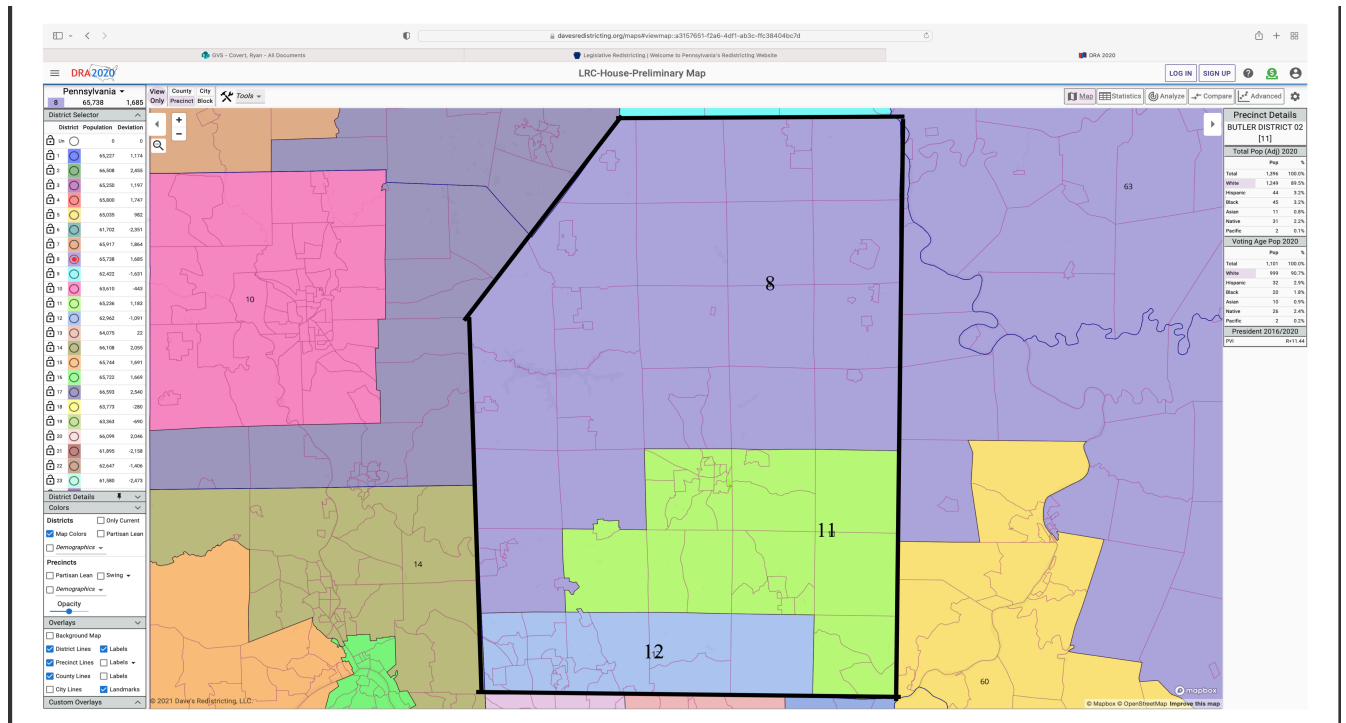 davesredistricting.org/maps#viewmap::a3157651-f2a6-4df1-ab3c-ffc38404bc7d
GVS - Covert, Ryan - All Documents
Legislative Redistricting | Welcome to Pennsylvania's Redistricting Website
DRA 2020
DRA2020
LRC-House-Preliminary Map
LOG IN
SIGN UP
Pennsylvania
8 65,738 1,685
View Only
County City
Precinct Block
Tools
Map
Statistics
Analyze
Compare
Advanced
District Selector
District Population Deviation
Un 0 0
1 65,227 1,174
2 66,508 2,455
3 65,250 1,197
4 65,800 1,747
5 65,035 982
6 61,702 -2,351
7 65,917 1,864
8 65,738 1,685
9 62,422 -1,631
10 63,610 -443
11 65,236 1,183
12 62,962 -1,091
13 64,075 22
14 66,108 2,055
15 65,744 1,691
16 65,722 1,669
17 66,593 2,540
18 63,773 -280
19 63,363 -690
20 66,099 2,046
21 61,895 -2,158
22 62,647 -1,406
23 61,580 -2,473
District Details
Colors
Districts Only Current
Map Colors Partisan Lean
Demographics
Precincts
Partisan Lean Swing
Demographics
Opacity
Overlays
Background Map
District Lines Labels
Precinct Lines Labels
County Lines Labels
City Lines Landmarks
Custom Overlays
+
−
63
8
10
11
14
12
60
© 2021 Dave's Redistricting, LLC.
mapbox
© Mapbox © OpenStreetMap Improve this map
Precinct Details
BUTLER DISTRICT 02
[11]
Total Pop (Adj) 2020
Pop %
Total 1,396 100.0%
White 1,249 89.5%
Hispanic 44 3.2%
Black 45 3.2%
Asian 11 0.8%
Native 31 2.2%
Pacific 2 0.1%
Voting Age Pop 2020
Pop %
Total 1,101 100.0%
White 999 90.7%
Hispanic 32 2.9%
Black 20 1.8%
Asian 10 0.9%
Native 26 2.4%
Pacific 2 0.2%
President 2016/2020
PVI R+11.44